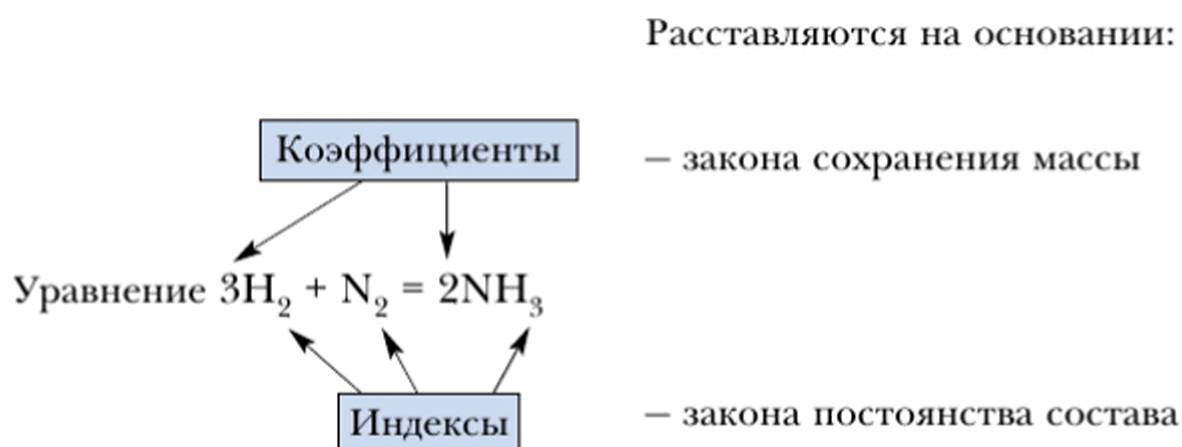 Расставляются на основании:
Коэффициенты
– закона сохранения массы
Уравнение 3H₂ + N₂ = 2NH₃
Индексы
– закона постоянства состава